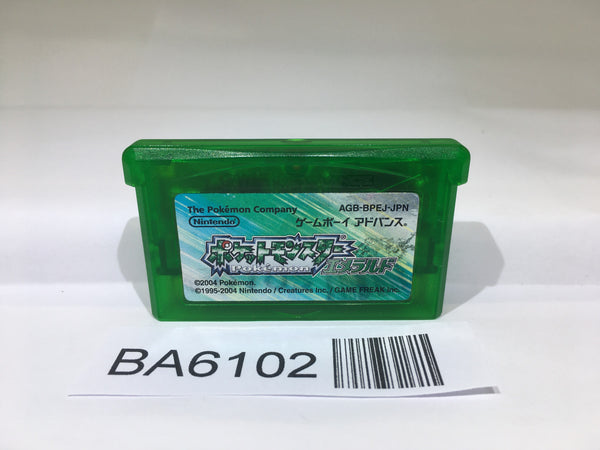 The Pokémon Company
AGB-BPEJ-JPN
Nintendo
ゲームボーイ アドバンス®
ポケットモンスター
Pokémon
エメラルド
©2004 Pokémon.
©1995-2004 Nintendo / Creatures Inc. / GAME FREAK Inc.
BA6102